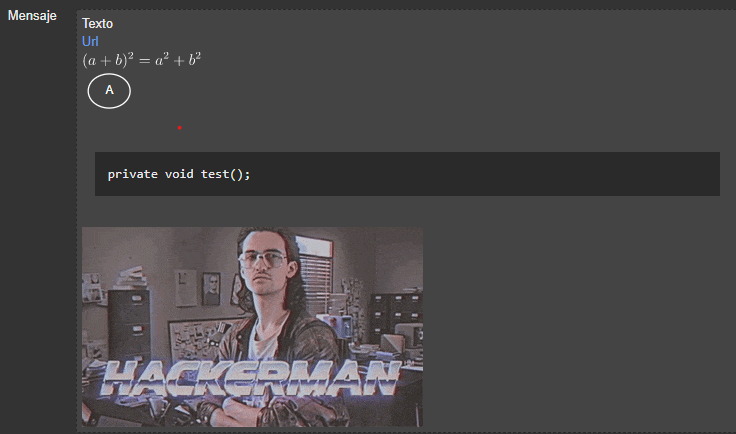 Mensaje
Texto
Url
(a + b)² = a² + b²
A
private void test();
HACKERMAN